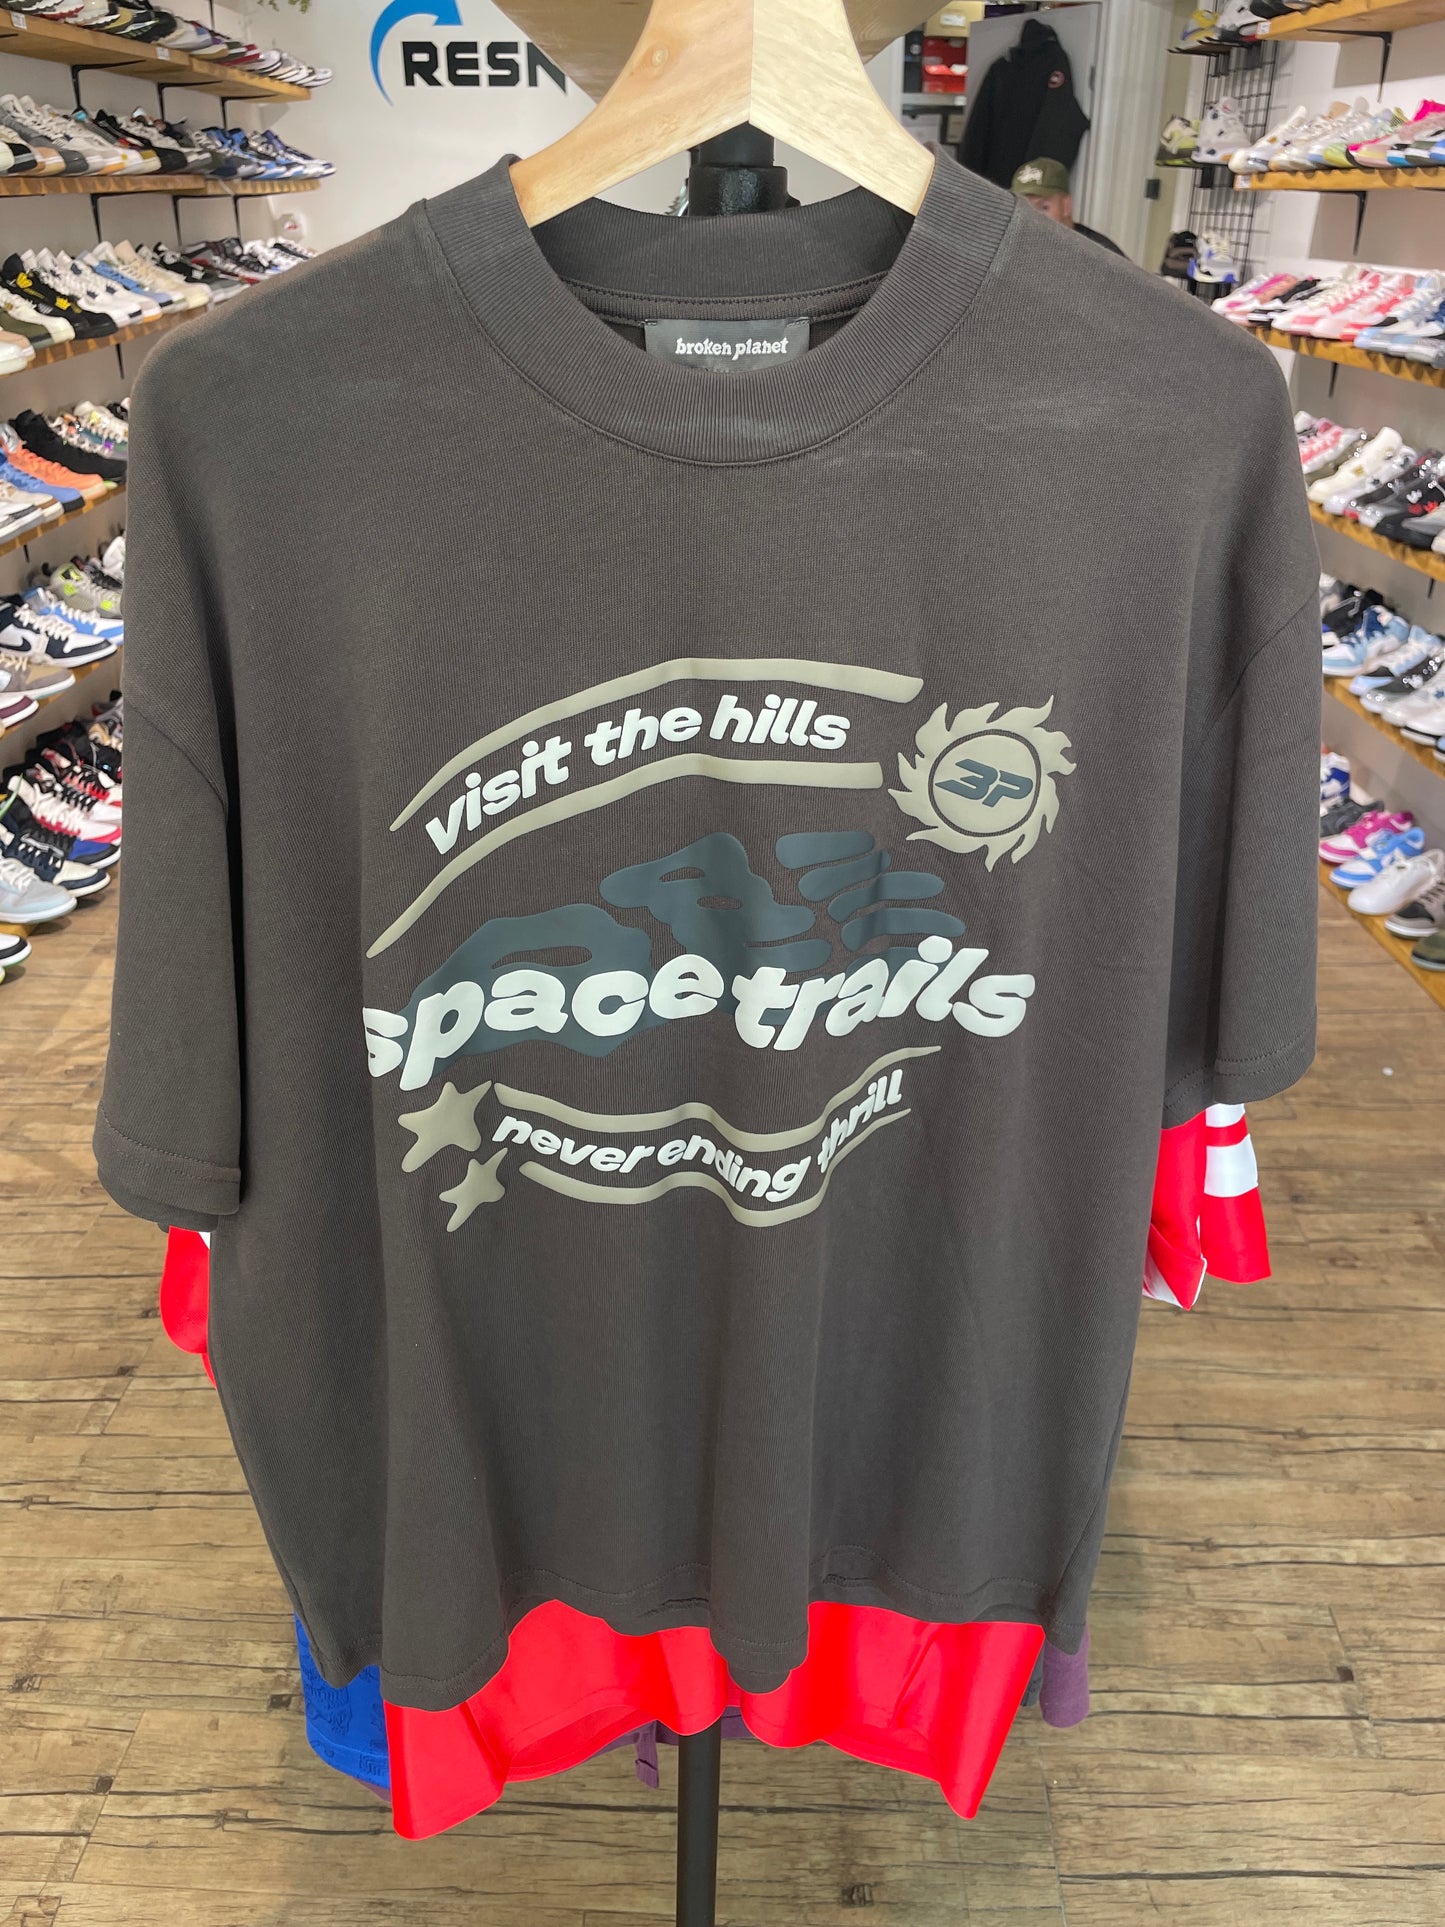 RESN
broken planet
visit the hills
BP
space trails
never ending thrill